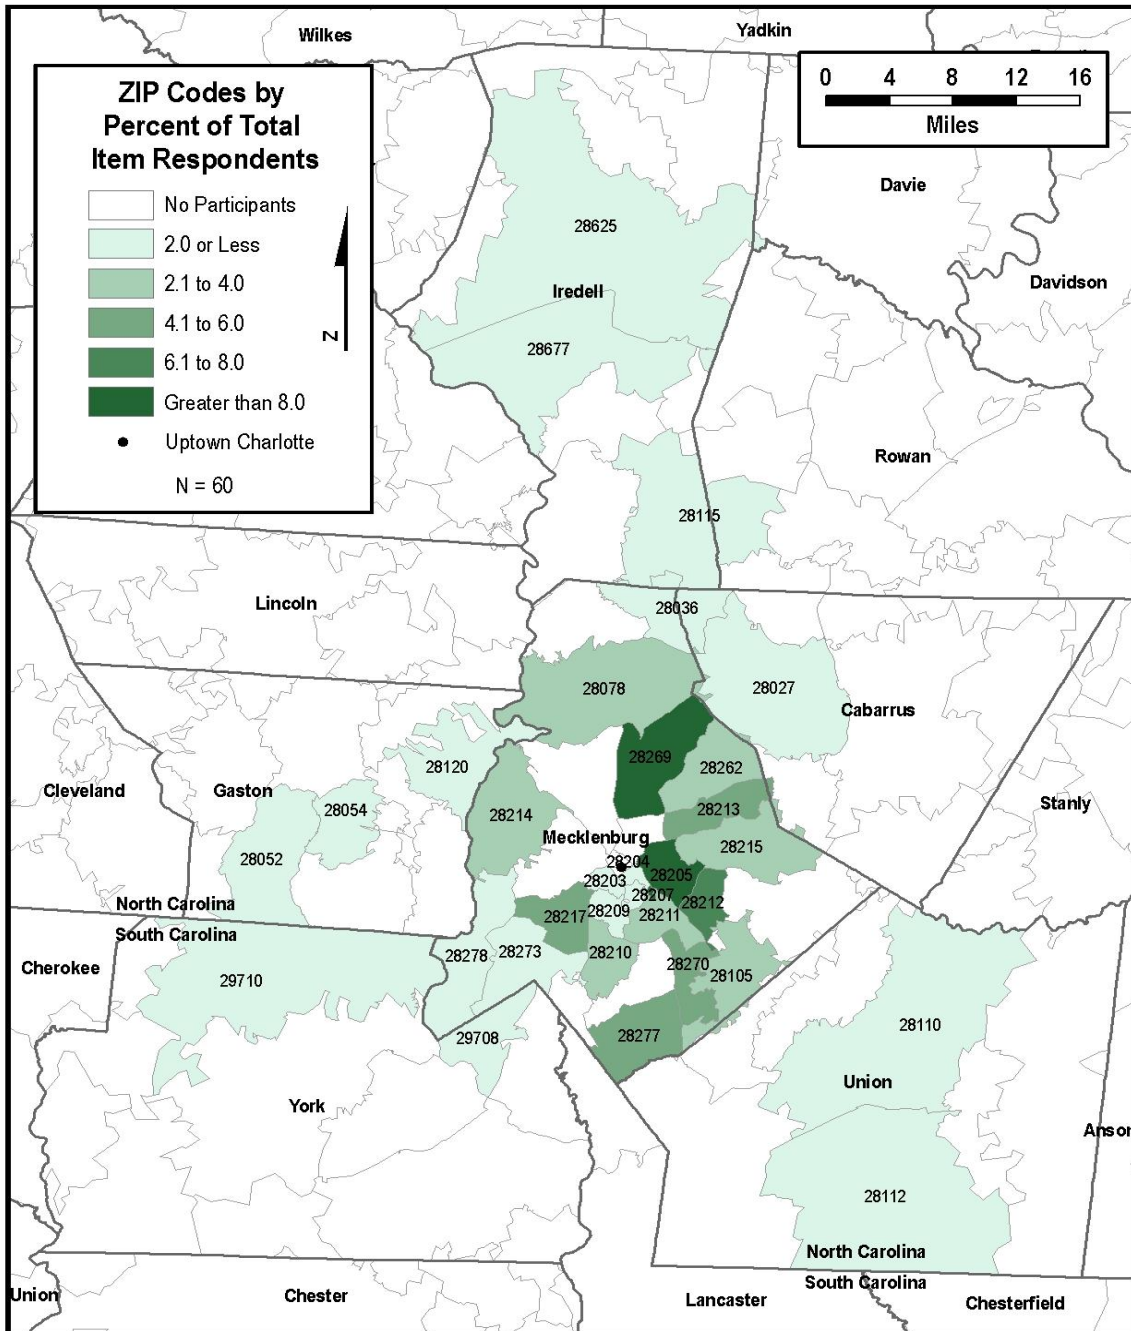 Wilkes
Yadkin
ZIP Codes by
Percent of Total
Item Respondents
No Participants
2.0 or Less
2.1 to 4.0
4.1 to 6.0
6.1 to 8.0
Greater than 8.0
Uptown Charlotte
N = 60
N
0 4 8 12 16
Miles
Davie
28625
Iredell
Davidson
28677
Rowan
28115
Lincoln
28036
28078
28027
Cabarrus
28269
28262
28120
Cleveland
Gaston
28054
28214
28213
Stanly
Mecklenburg
28215
28052
28204
28203
28205
28207
28212
North Carolina
South Carolina
28217
28209
28211
28278
28273
28210
28270
28105
Cherokee
29710
29708
28277
28110
Union
York
Anson
28112
North Carolina
South Carolina
Union
Chester
Lancaster
Chesterfield